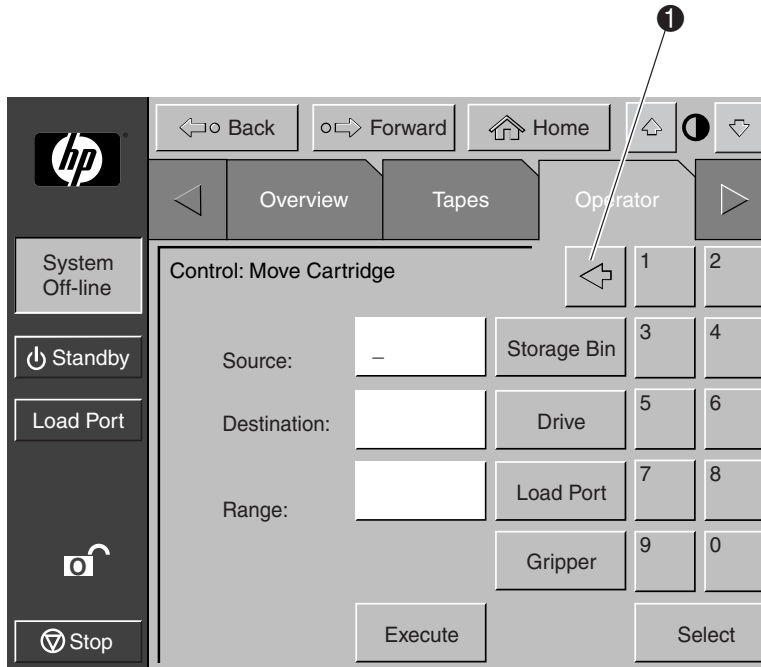 1
Back
Forward
Home
hp
Overview
Tapes
Operator
System
Off-line
Control: Move Cartridge
1
2
Standby
Source:
_
Storage Bin
3
4
Load Port
Destination:
Drive
5
6
Range:
Load Port
7
8
Gripper
9
0
Stop
Execute
Select